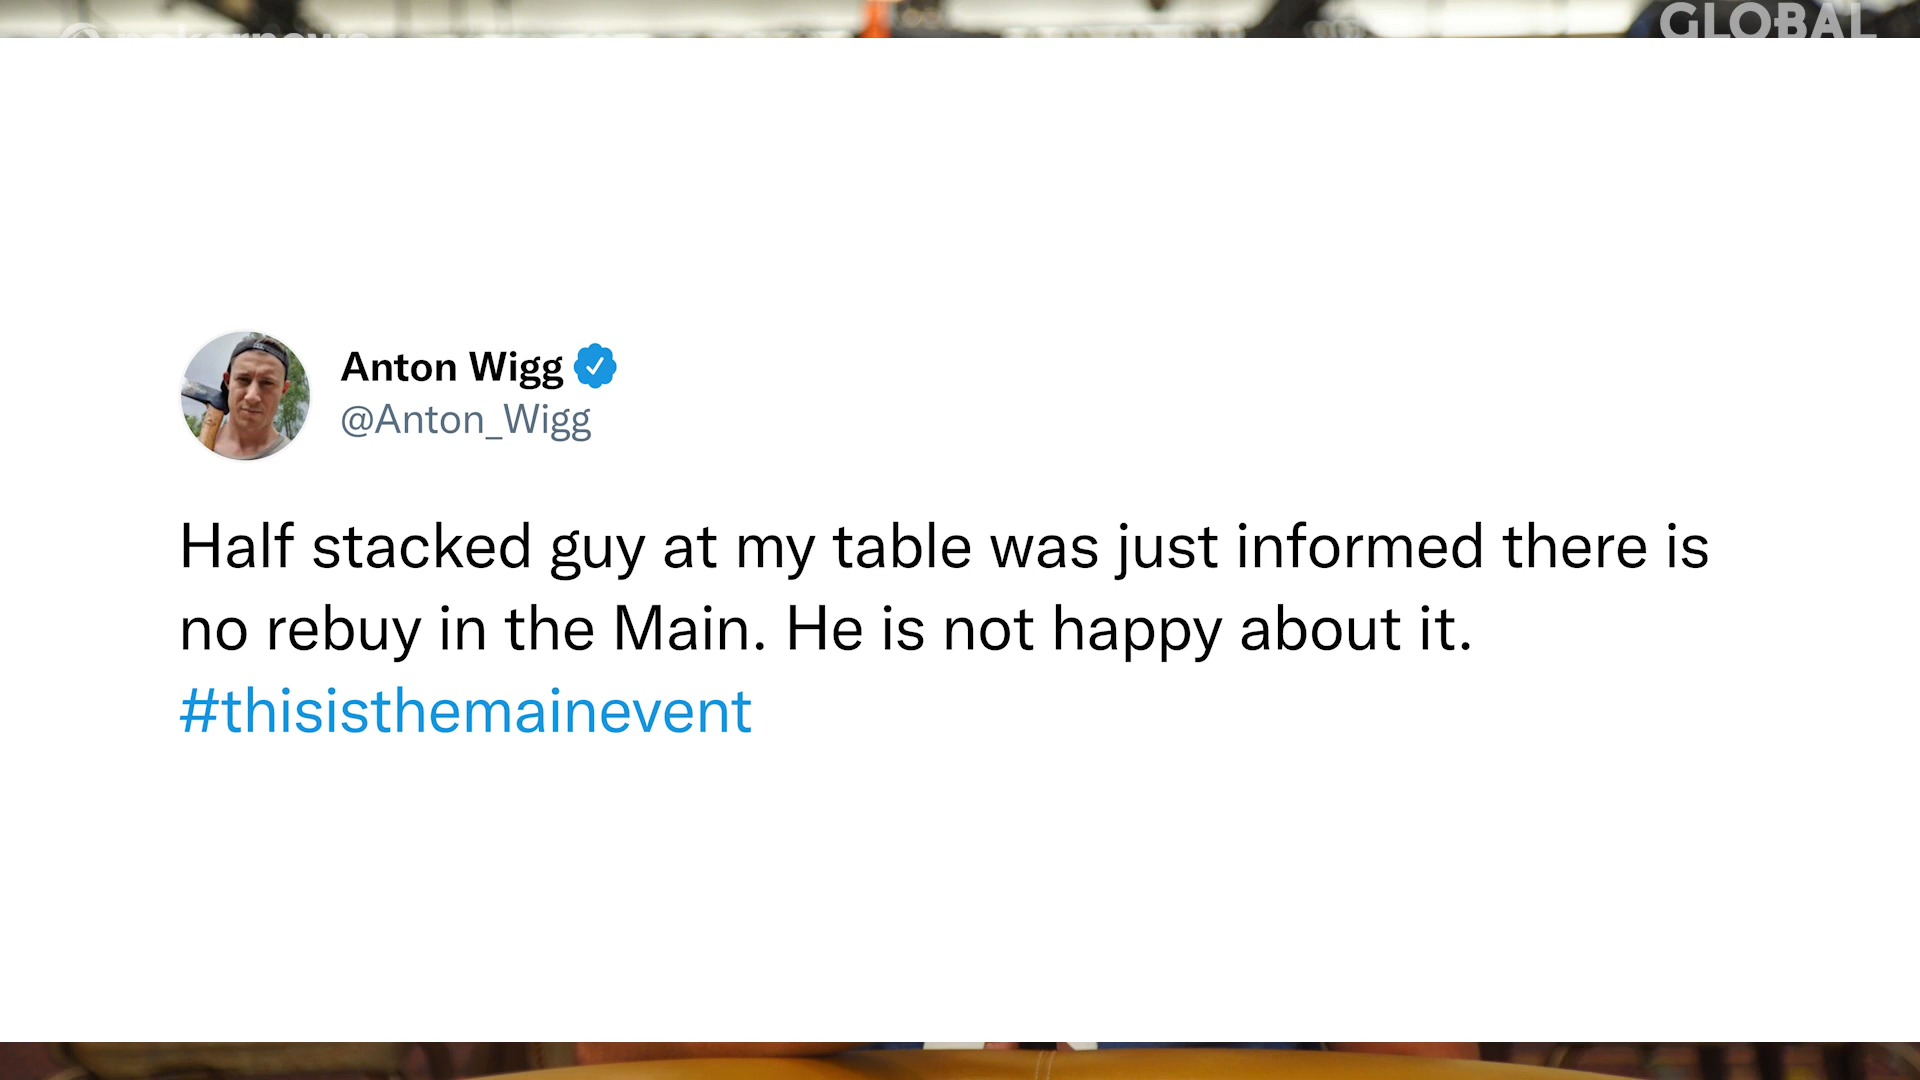 GLOBAL
Anton Wigg
@Anton_Wigg
Half stacked guy at my table was just informed there is
no rebuy in the Main. He is not happy about it.
#thisisthemainevent